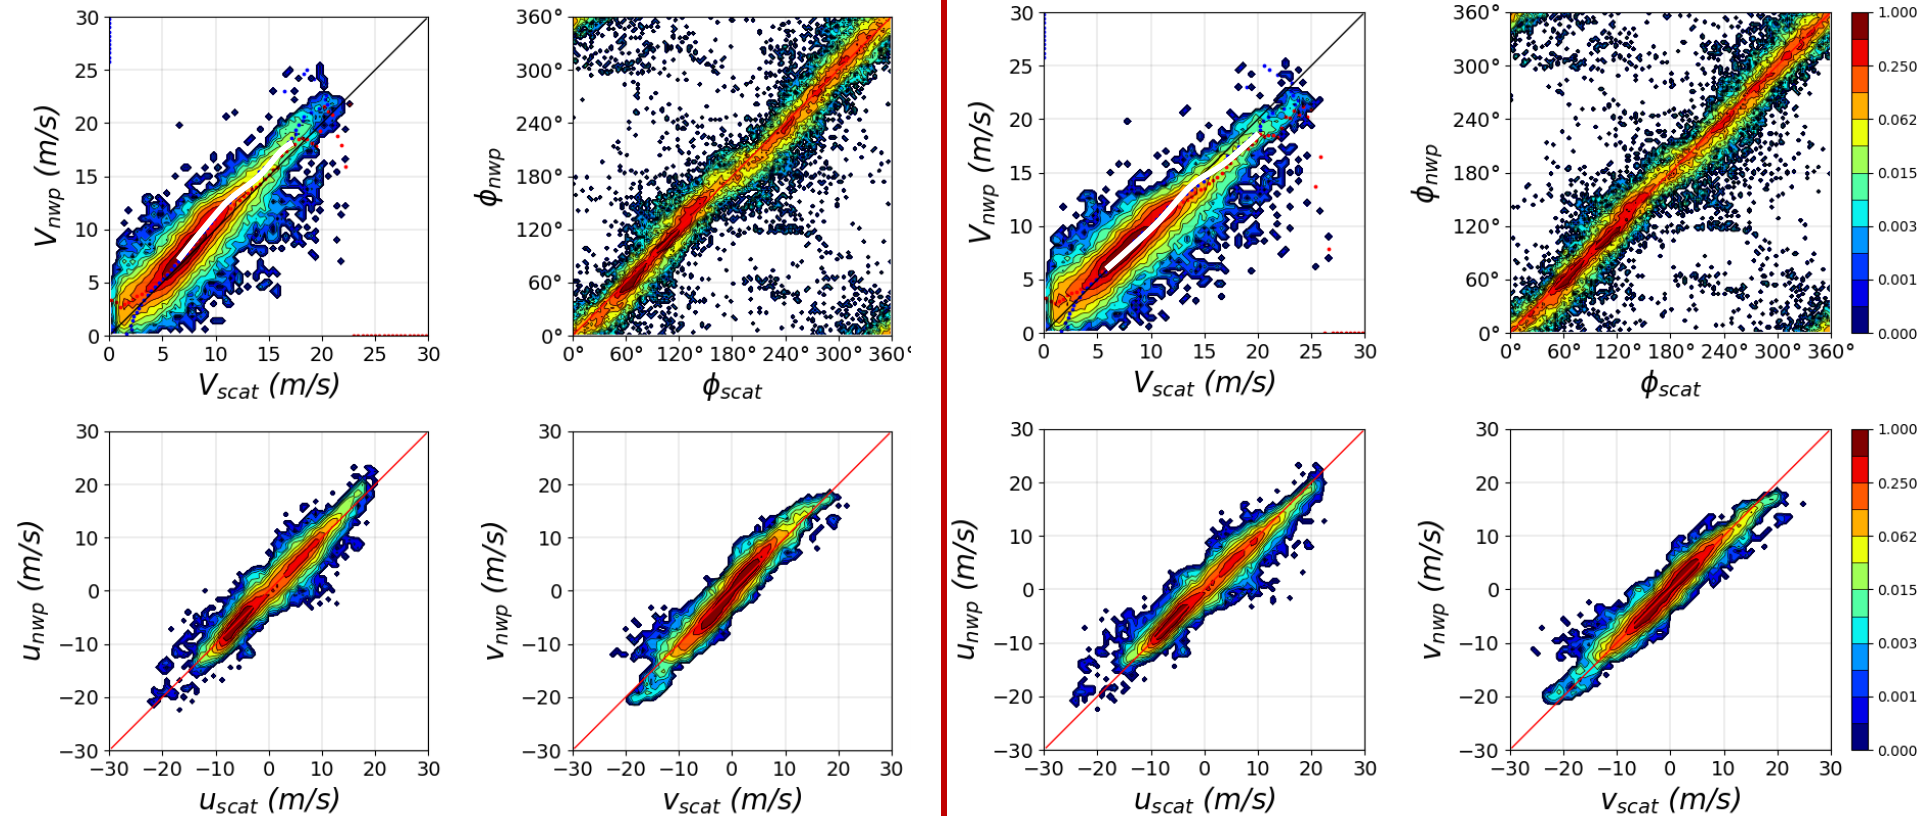 30
25
20
15
10
5
0
0 5 10 15 20 25 30
V_nwp (m/s)
V_scat (m/s)
360°
300°
240°
180°
120°
60°
0°
0° 60° 120° 180° 240° 300° 360°
ϕ_nwp
ϕ_scat
30
25
20
15
10
5
0
0 5 10 15 20 25 30
V_nwp (m/s)
V_scat (m/s)
360°
300°
240°
180°
120°
60°
0°
0° 60° 120° 180° 240° 300° 360°
ϕ_nwp
ϕ_scat
1.000
0.250
0.062
0.015
0.003
0.001
0.000
30
20
10
0
−10
−20
−30
−30 −20 −10 0 10 20 30
u_nwp (m/s)
u_scat (m/s)
30
20
10
0
−10
−20
−30
−30 −20 −10 0 10 20 30
v_nwp (m/s)
v_scat (m/s)
30
20
10
0
−10
−20
−30
−30 −20 −10 0 10 20 30
u_nwp (m/s)
u_scat (m/s)
30
20
10
0
−10
−20
−30
−30 −20 −10 0 10 20 30
v_nwp (m/s)
v_scat (m/s)
1.000
0.250
0.062
0.015
0.003
0.001
0.000